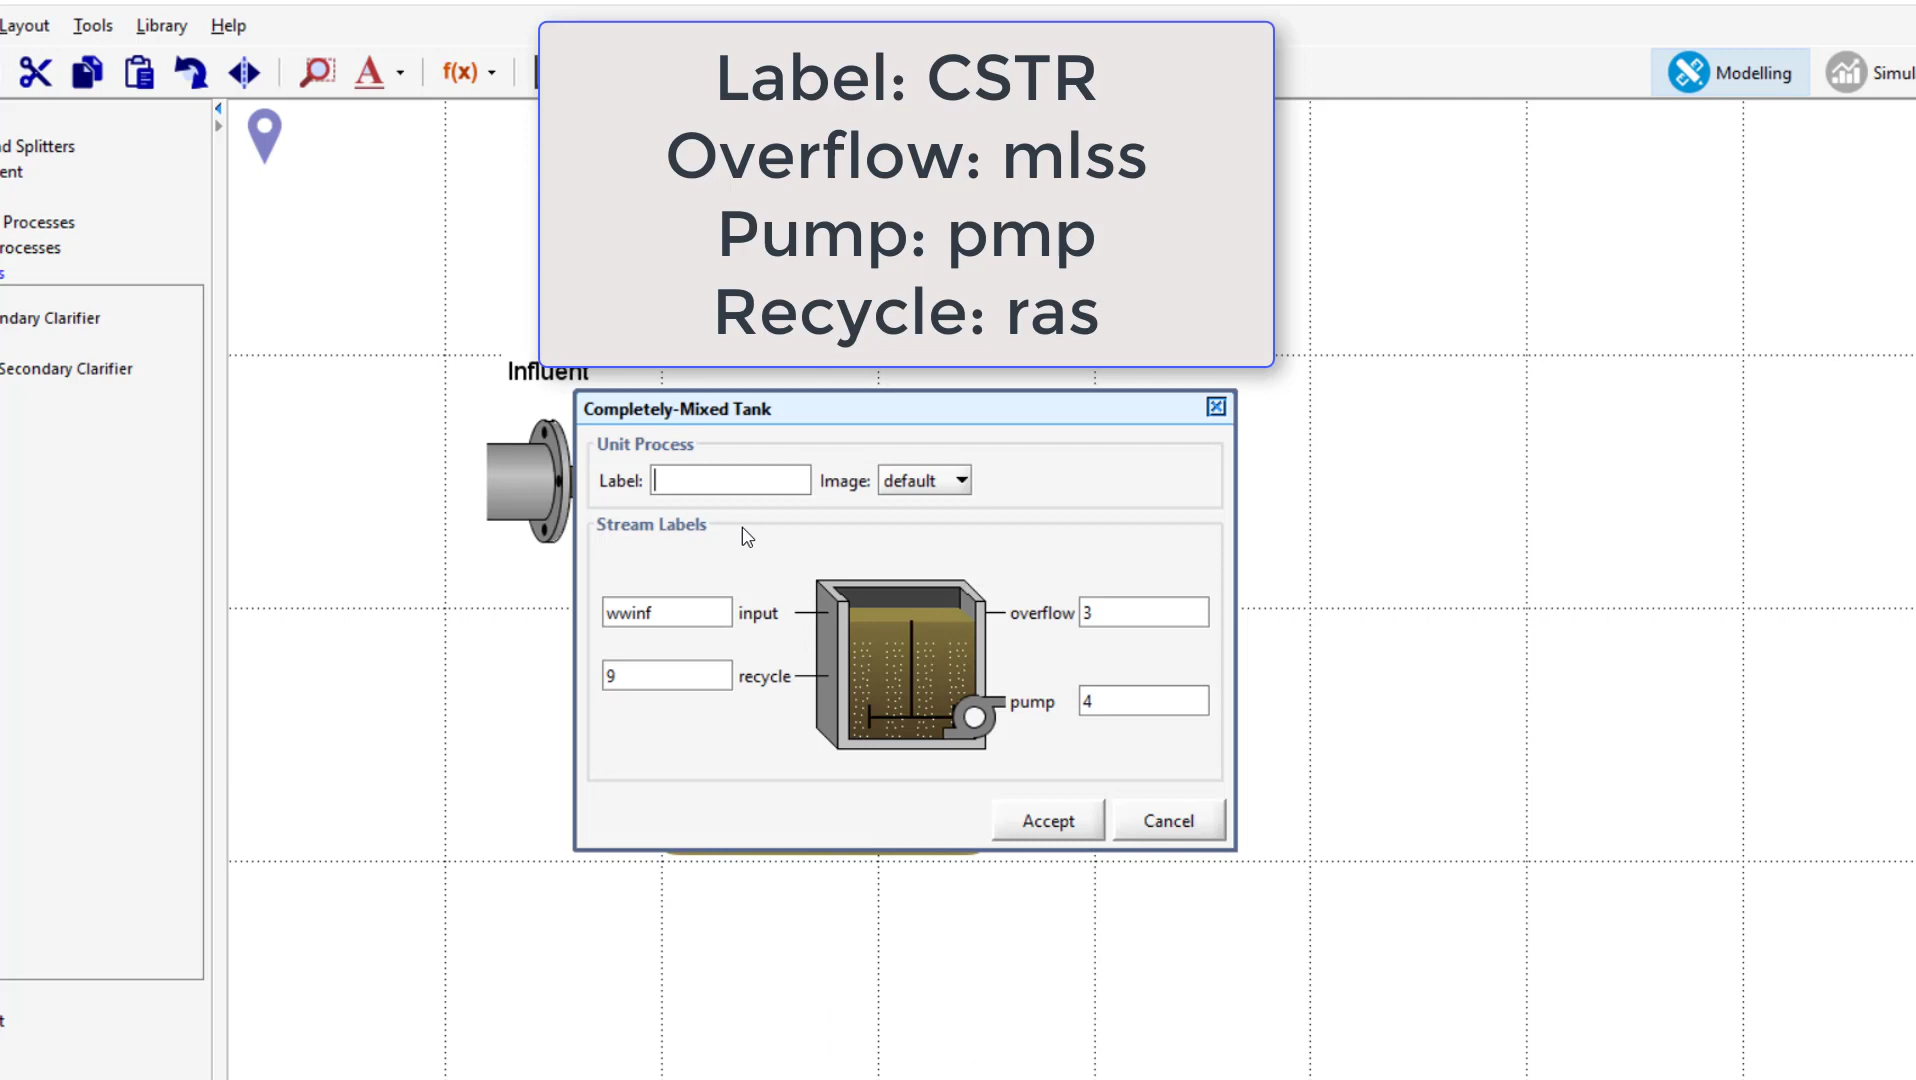 Layout Tools Library Help
A f(x) Modelling Simul
Label: CSTR
Overflow: mlss
Pump: pmp
Recycle: ras
d Splitters
ent
Processes
rocesses
s
ndary Clarifier
Secondary Clarifier
t
Influent
Completely-Mixed Tank
Unit Process
Label: Image: default
Stream Labels
wwinf input overflow 3
9 recycle
pump 4
Accept Cancel